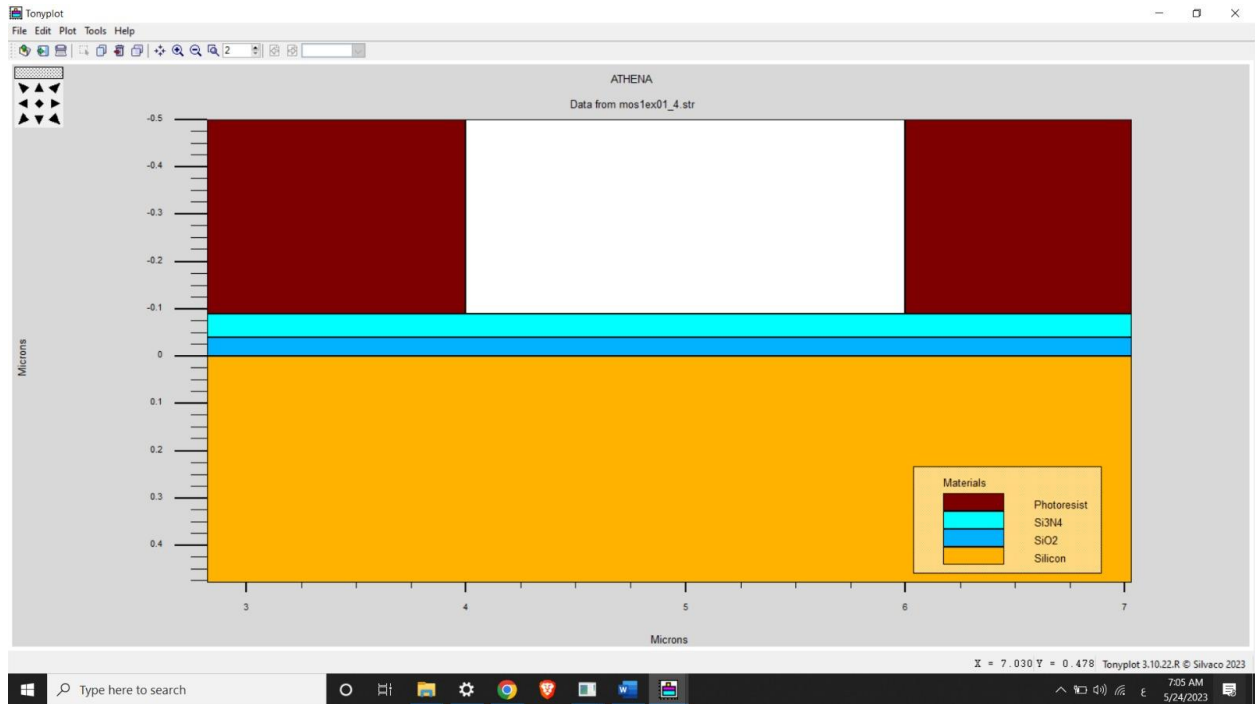 Tonyplot
File Edit Plot Tools Help
2
ATHENA
Data from mos1ex01_4.str
-0.5
-0.4
-0.3
-0.2
-0.1
0
0.1
0.2
0.3
0.4
Microns
Materials
Photoresist
Si3N4
SiO2
Silicon
3 4 5 6 7
Microns
X = 7.030 Y = 0.478 Tonyplot 3.10.22.R © Silvaco 2023
Type here to search
W
ع
7:05 AM
5/24/2023